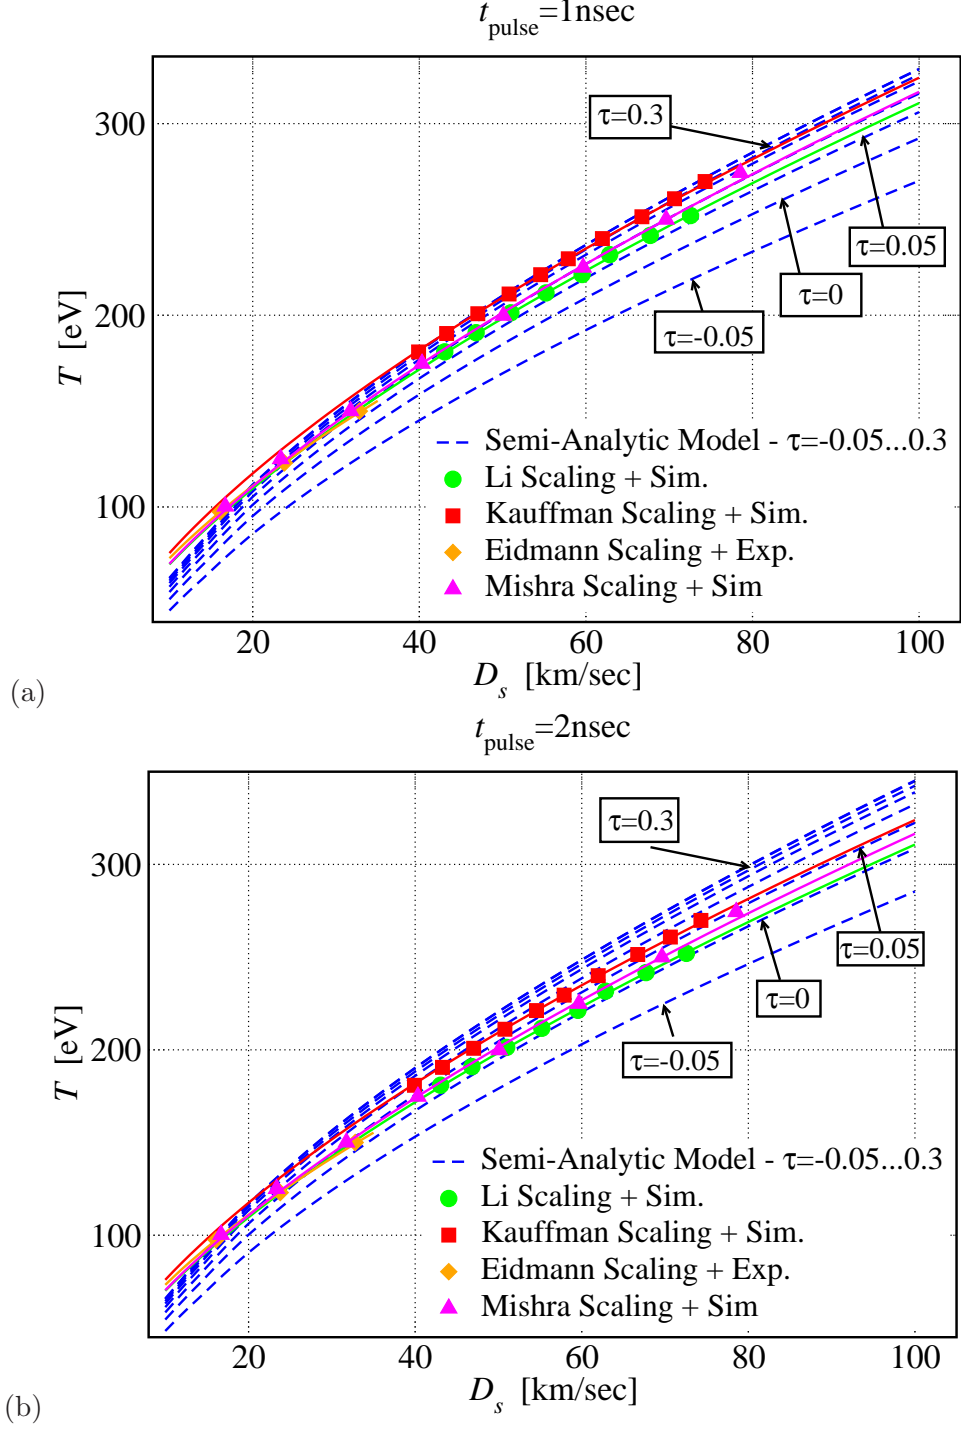 t_pulse=1nsec
300
200
100
T [eV]
τ=0.3
τ=0.05
τ=0
τ=-0.05
Semi-Analytic Model - τ=-0.05...0.3
Li Scaling + Sim.
Kauffman Scaling + Sim.
Eidmann Scaling + Exp.
Mishra Scaling + Sim
20 40 60 80 100
D_s [km/sec]
(a)
t_pulse=2nsec
300
200
100
T [eV]
τ=0.3
τ=0.05
τ=0
τ=-0.05
Semi-Analytic Model - τ=-0.05...0.3
Li Scaling + Sim.
Kauffman Scaling + Sim.
Eidmann Scaling + Exp.
Mishra Scaling + Sim
20 40 60 80 100
D_s [km/sec]
(b)